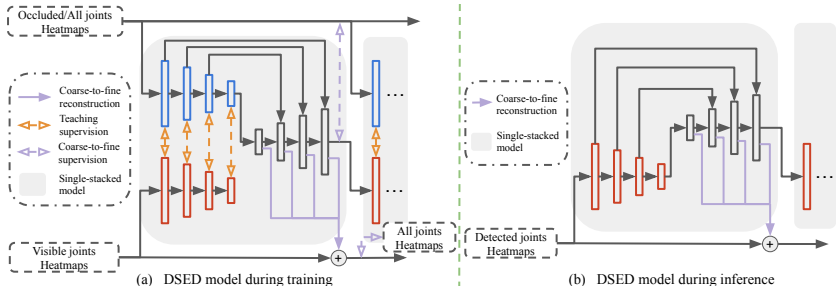 Occluded/All joints
Heatmaps
Coarse-to-fine
reconstruction
Teaching
supervision
Coarse-to-fine
supervision
Single-stacked
model
Visible joints
Heatmaps
All joints
Heatmaps
...
...
+
(a) DSED model during training
Coarse-to-fine
reconstruction
Single-stacked
model
Detected joints
Heatmaps
...
+
(b) DSED model during inference